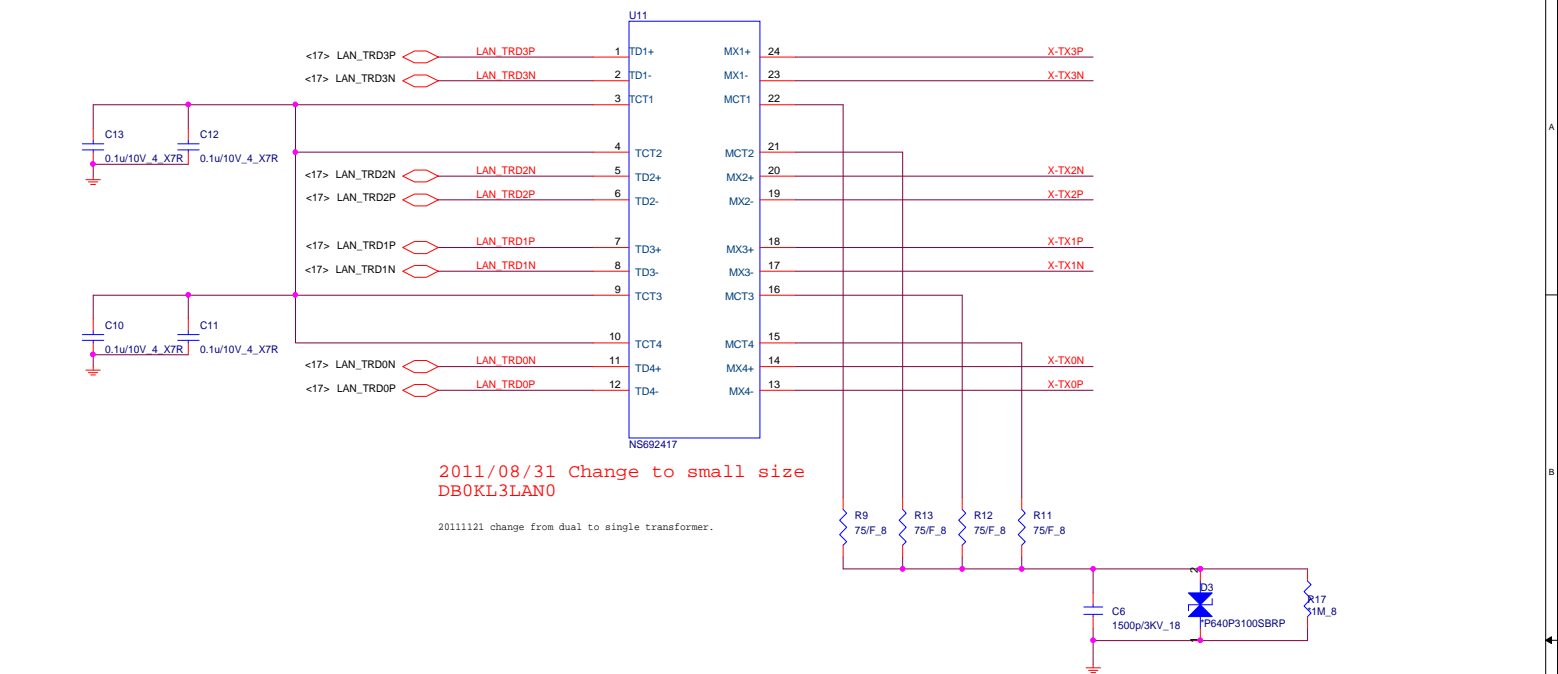 U11
<17> LAN_TRD3P LAN_TRD3P 1 TD1+ MX1+ 24 X-TX3P
<17> LAN_TRD3N LAN_TRD3N 2 TD1- MX1- 23 X-TX3N
3 TCT1 MCT1 22
A
C13 C12
0.1u/10V_4_X7R 0.1u/10V_4_X7R
4 TCT2 MCT2 21
<17> LAN_TRD2N LAN_TRD2N 5 TD2+ MX2+ 20 X-TX2N
<17> LAN_TRD2P LAN_TRD2P 6 TD2- MX2- 19 X-TX2P
<17> LAN_TRD1P LAN_TRD1P 7 TD3+ MX3+ 18 X-TX1P
<17> LAN_TRD1N LAN_TRD1N 8 TD3- MX3- 17 X-TX1N
9 TCT3 MCT3 16
C10 C11
0.1u/10V_4_X7R 0.1u/10V_4_X7R
10 TCT4 MCT4 15
<17> LAN_TRD0N LAN_TRD0N 11 TD4+ MX4+ 14 X-TX0N
<17> LAN_TRD0P LAN_TRD0P 12 TD4- MX4- 13 X-TX0P
NS692417
2011/08/31 Change to small size
DB0KL3LAN0
B
20111121 change from dual to single transformer.
R9 R13 R12 R11
75/F_8 75/F_8 75/F_8 75/F_8
2
D3
R17
*1M_8
C6
1500p/3KV_18
*P640P3100SBRP
1